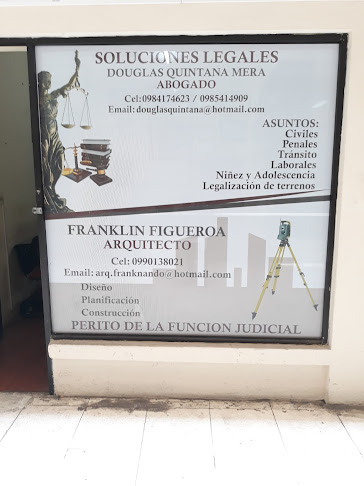 SOLUCIONES LEGALES
DOUGLAS QUINTANA MERA
ABOGADO
Cel:0984174623 / 0985414909
Email:douglasquintana@hotmail.com
ASUNTOS:
Civiles
Penales
Tránsito
Laborales
Niñez y Adolescencia
Legalización de terrenos
FRANKLIN FIGUEROA
ARQUITECTO
Cel: 0990138021
Email: arq.franknando@hotmail.com
Diseño
Planificación
Construcción
PERITO DE LA FUNCION JUDICIAL